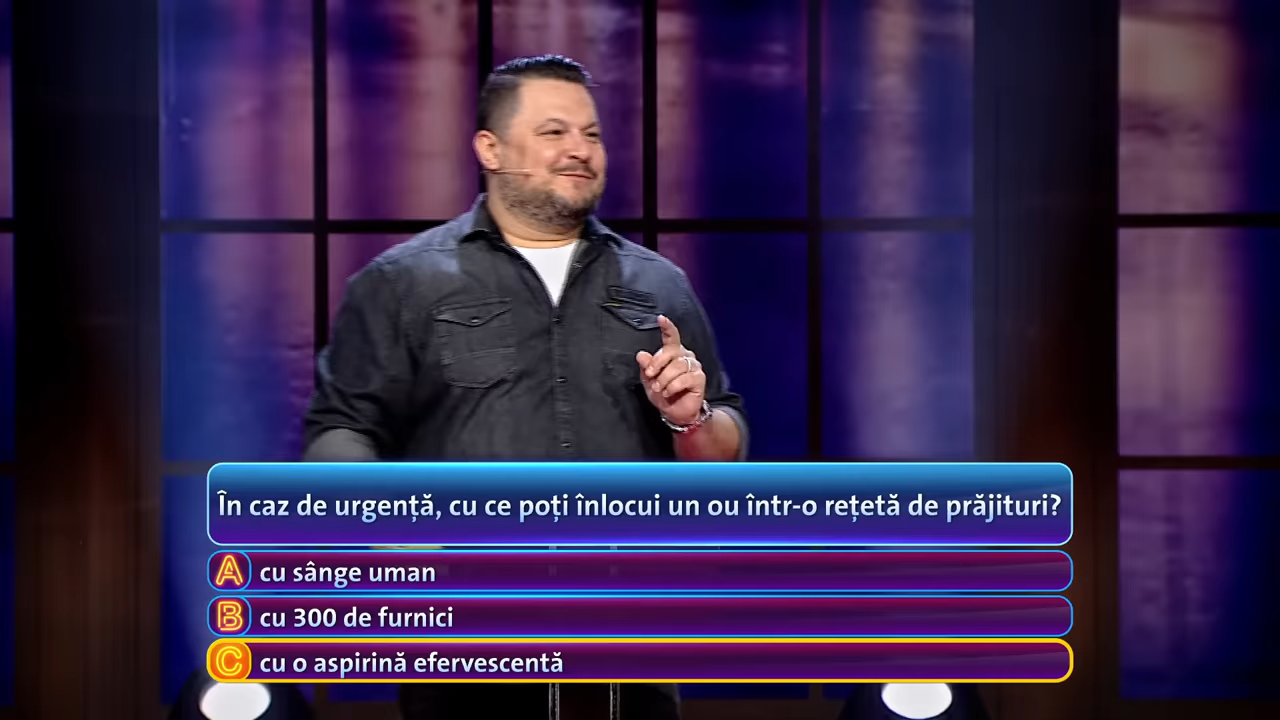 În caz de urgență, cu ce poți înlocui un ou într-o rețetă de prăjituri?
A cu sânge uman
B cu 300 de furnici
C cu o aspirină efervescentă